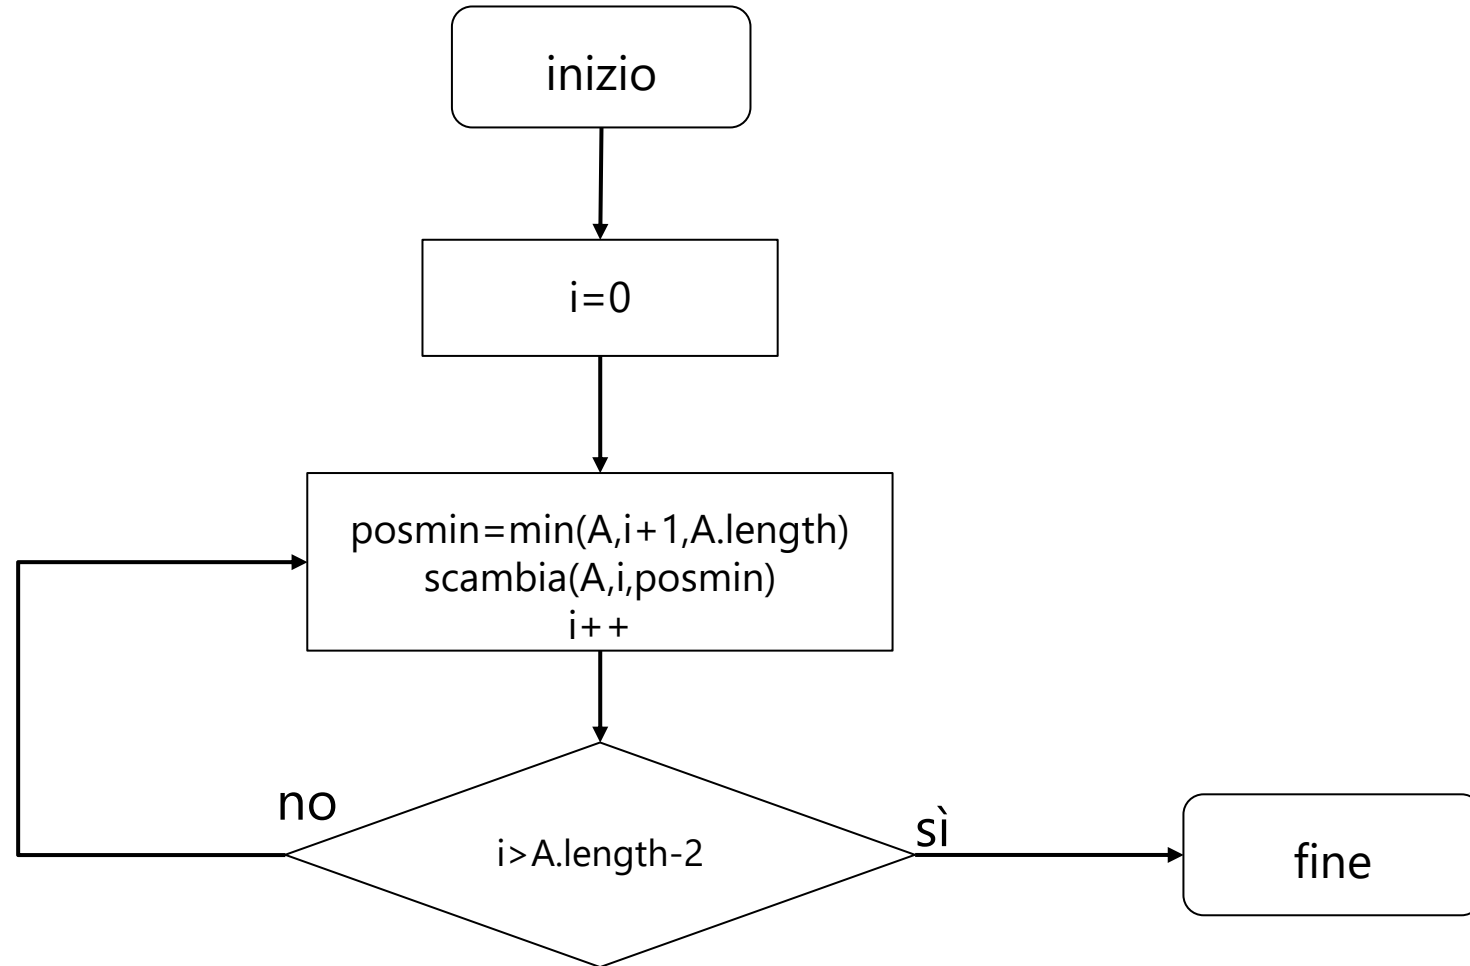 inizio
i=0
posmin=min(A,i+1,A.length)
scambia(A,i,posmin)
i++
no
i>A.length-2
sì
fine